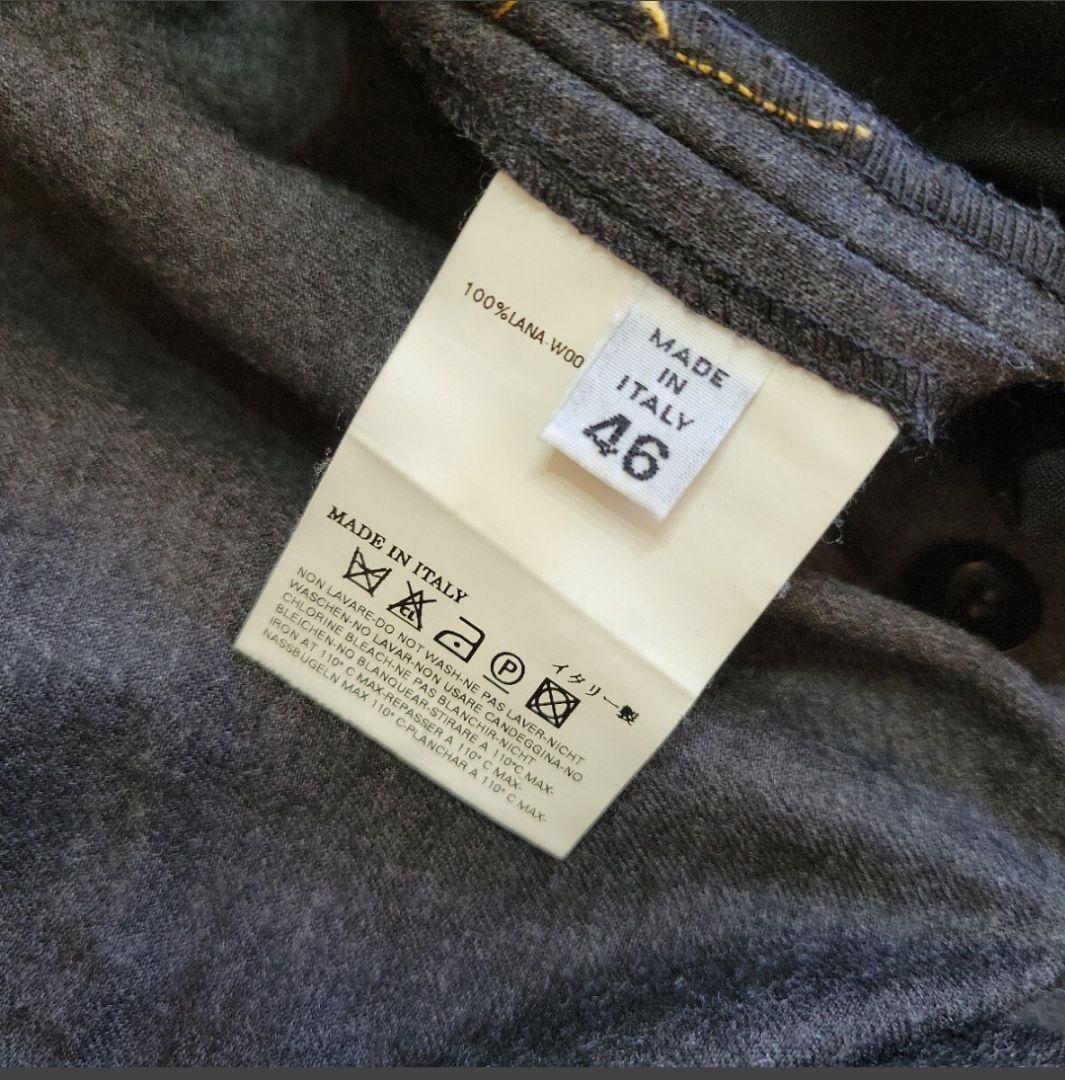 100%LANA-WOO
MADE
IN
ITALY
46
MADE IN ITALY
CL
P
イタリー製
NON LAVARE-DO NOT WASH-NE PAS LAVER-NICHT
WASCHEN-NO LAVAR-NON USARE CANDEGGINA-NO
CHLORINE BLEACH-NE PAS BLANCHIR-NICHT
BLEICHEN-NO BLANQUEAR-STIRARE A 110°C MAX-
IRON AT 110° C MAX-REPASSER A 110° C MAX-
NASSBUGELN MAX 110° C-PLANCHAR A 110° C MAX-